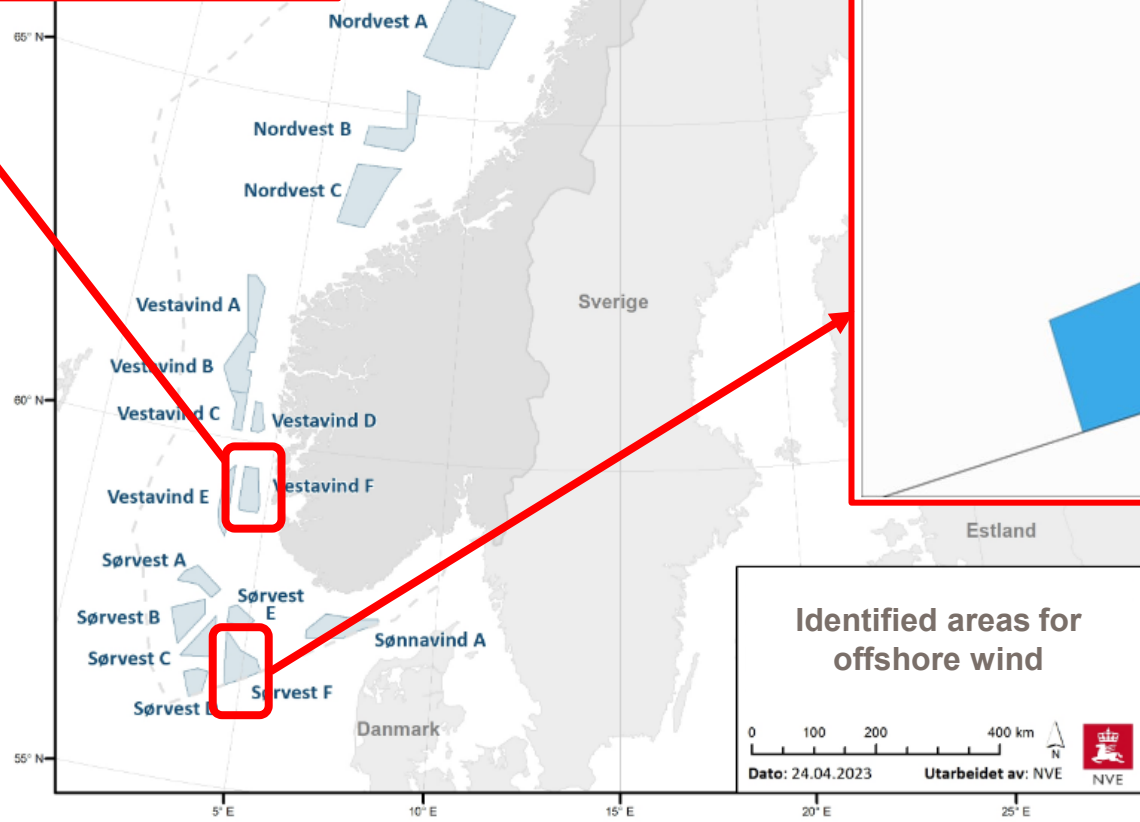 Nordvest A
65° N
Nordvest B
Nordvest C
Sverige
Vestavind A
Vestavind B
60° N
Vestavind C
Vestavind D
Vestavind E
Vestavind F
Estland
Sørvest A
Sørvest
E
Sørvest B
Sønnavind A
Sørvest C
Sørvest F
Sørvest
Danmark
55° N
5° E
10° E
15° E
20° E
25° E
Identified areas for
offshore wind
0 100 200 400 km
N
Dato: 24.04.2023 Utarbeidet av: NVE
NVE